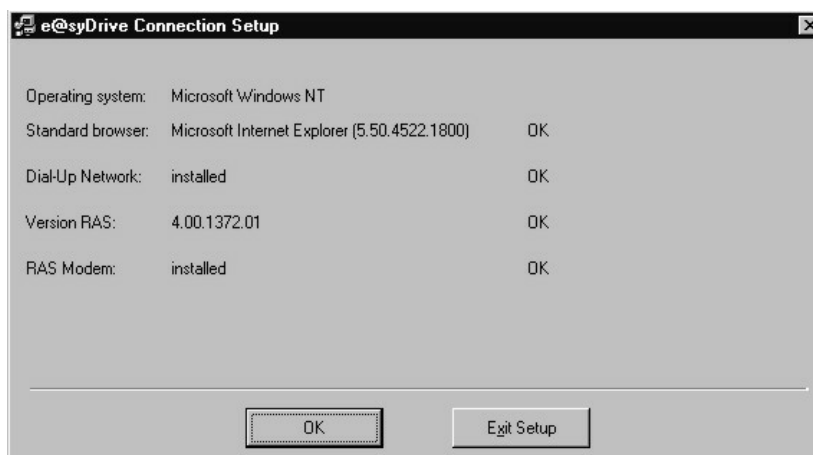 e@syDrive Connection Setup
Operating system: Microsoft Windows NT
Standard browser: Microsoft Internet Explorer (5.50.4522.1800) OK
Dial-Up Network: installed OK
Version RAS: 4.00.1372.01 OK
RAS Modem: installed OK
OK Exit Setup